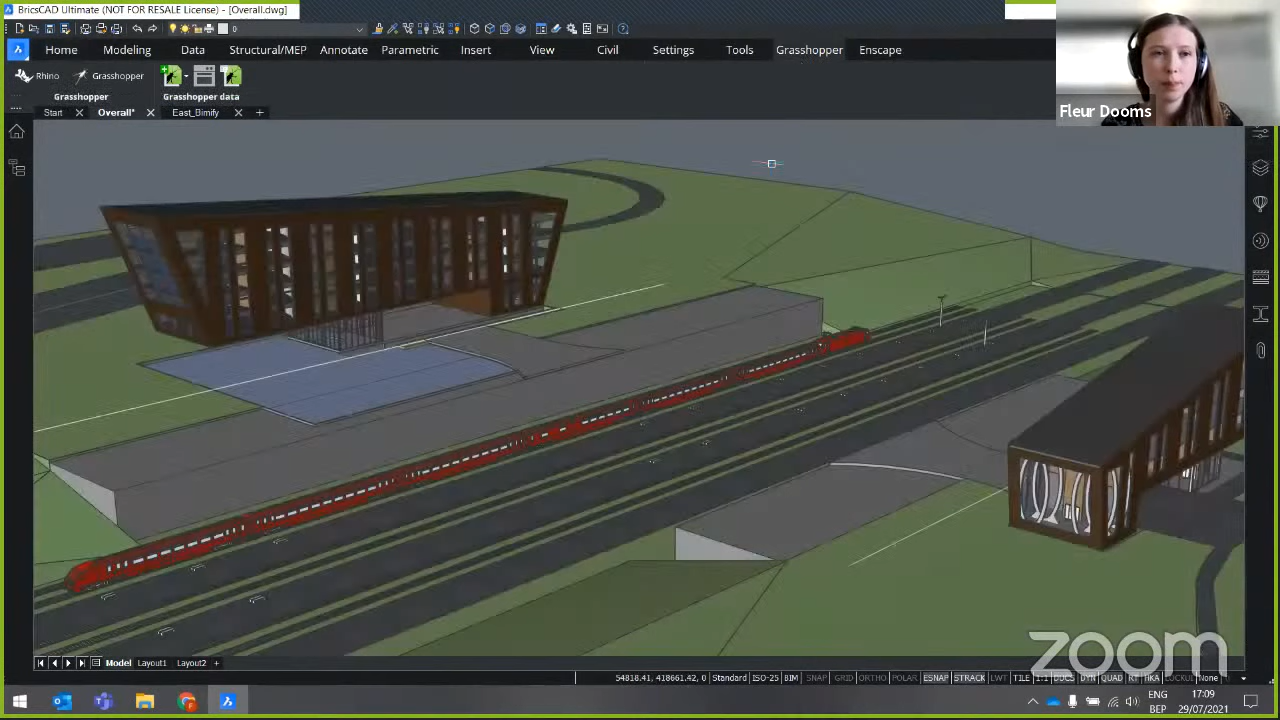 BricsCAD Ultimate (NOT FOR RESALE License) - [Overall.dwg]
0
Home Modeling Data Structural/MEP Annotate Parametric Insert View Civil Settings Tools Grasshopper Enscape
Rhino Grasshopper
Grasshopper Grasshopper data
Start Overall* East_Bimify
Fleur Dooms
zoom
Model Layout1 Layout2
54818.41, 418661.42, 0 Standard ISO-25 BIM SNAP GRID ORTHO POLAR ESNAP STRACK LWT TILE 1:1 DUCS DYN QUAD RT HKA LOCKUI None
ENG 17:09
BEP 29/07/2021